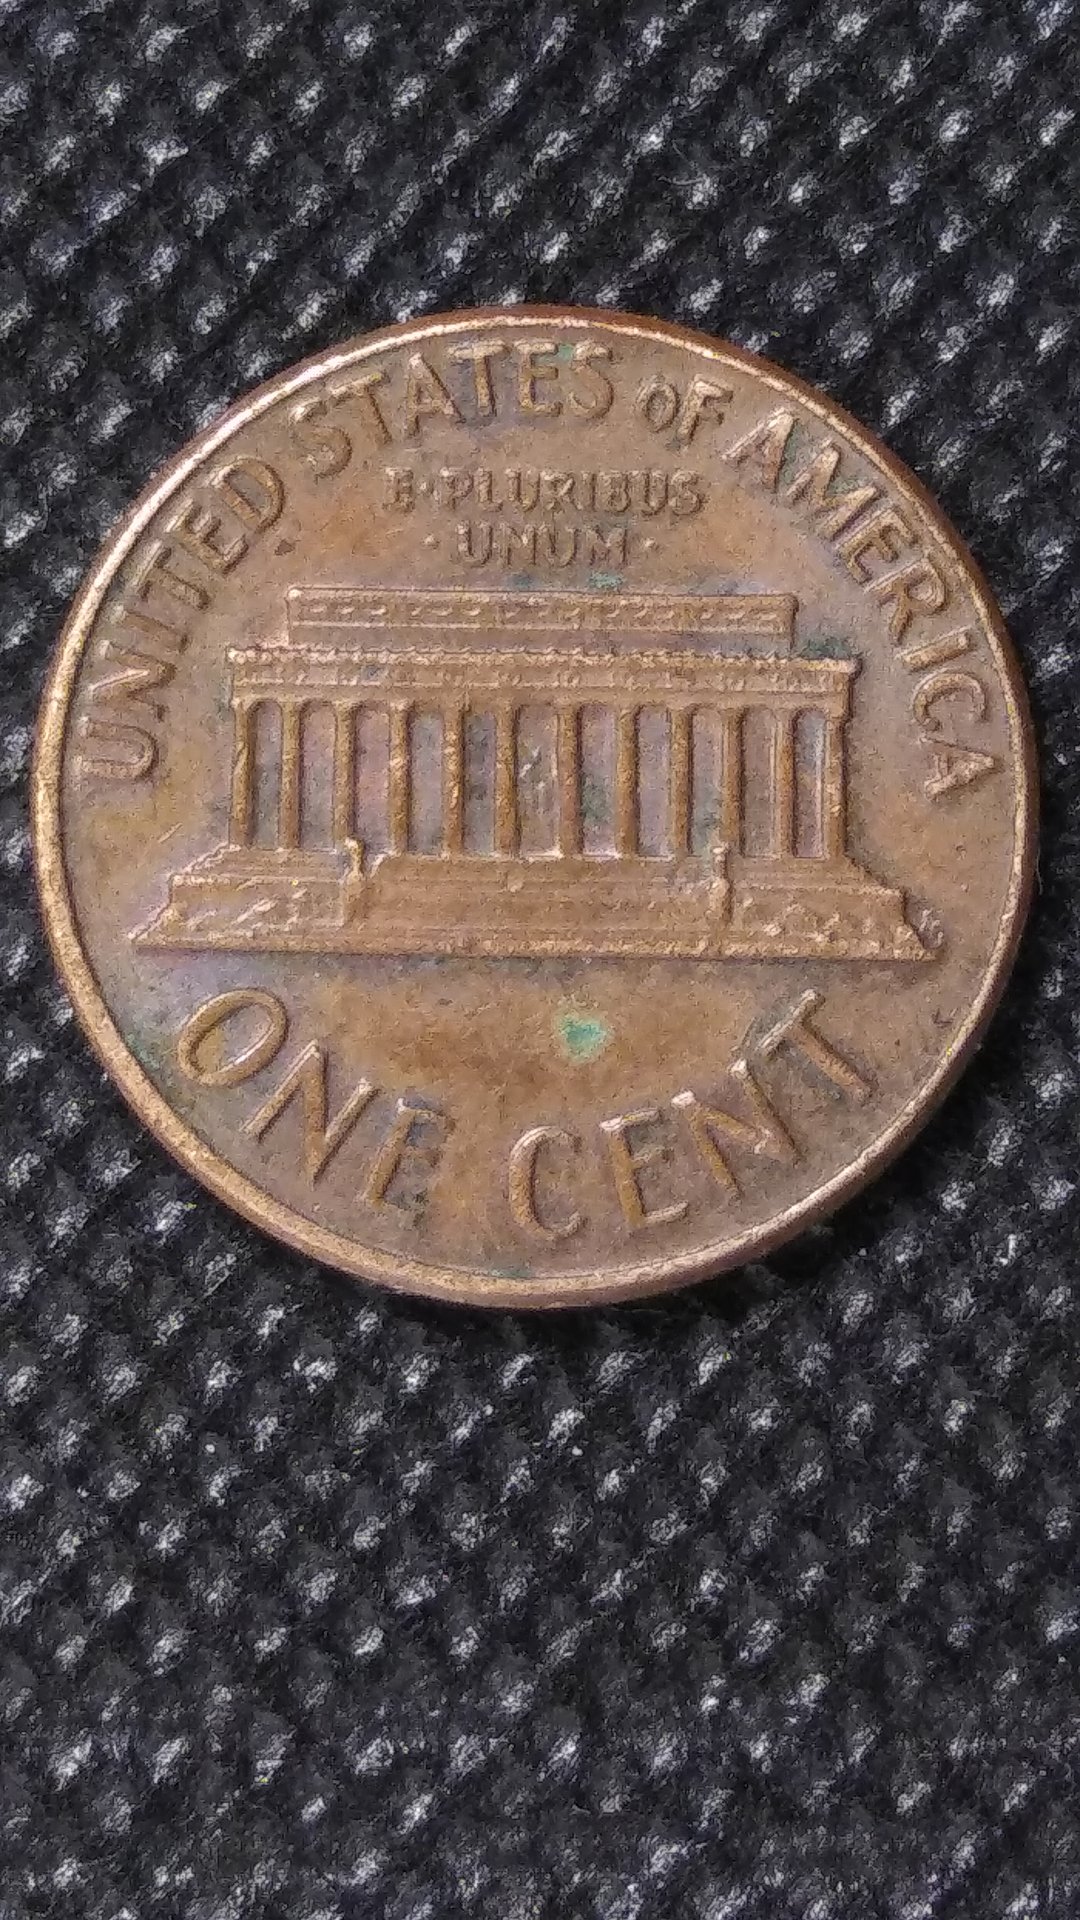 UNITED STATES OF AMERICA
E·PLURIBUS
·UNUM·
ONE CENT